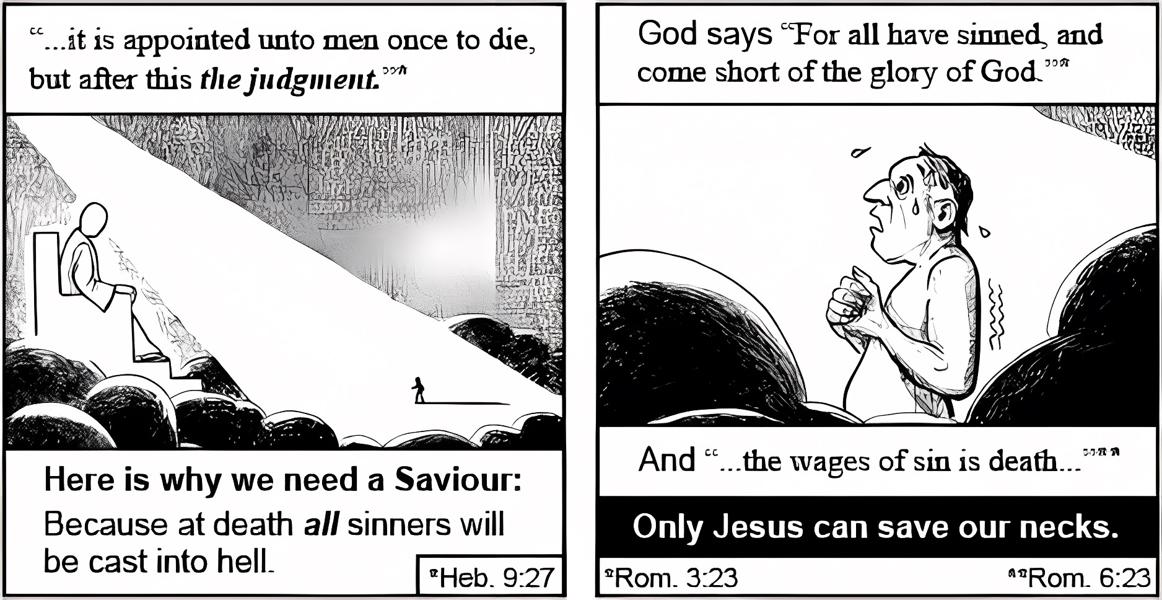 “...it is appointed unto men once to die,
but after this the judgment.”*
Here is why we need a Saviour:
Because at death all sinners will
be cast into hell.
*Heb. 9:27
God says “For all have sinned, and
come short of the glory of God.”*
And “...the wages of sin is death...”**
Only Jesus can save our necks.
*Rom. 3:23
**Rom. 6:23